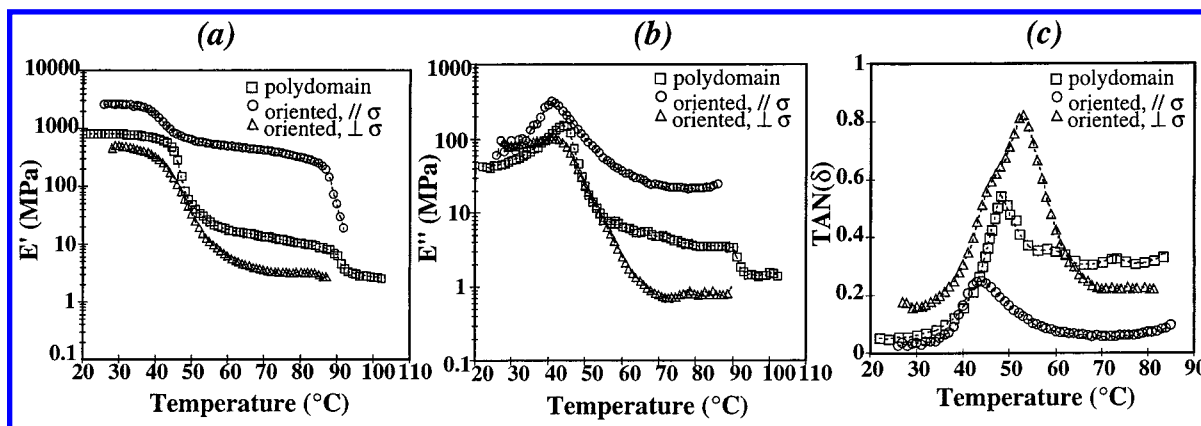 (a)
(b)
(c)
E' (MPa)
10000
1000
100
10
1
0.1
polydomain
oriented, // σ
oriented, ⊥ σ
20 30 40 50 60 70 80 90 100 110
Temperature (°C)
E'' (MPa)
1000
100
10
1
0.1
polydomain
oriented, // σ
oriented, ⊥ σ
20 30 40 50 60 70 80 90 100 110
Temperature (°C)
TAN(δ)
1
0.8
0.6
0.4
0.2
0
polydomain
oriented, // σ
oriented, ⊥ σ
20 30 40 50 60 70 80 90
Temperature (°C)